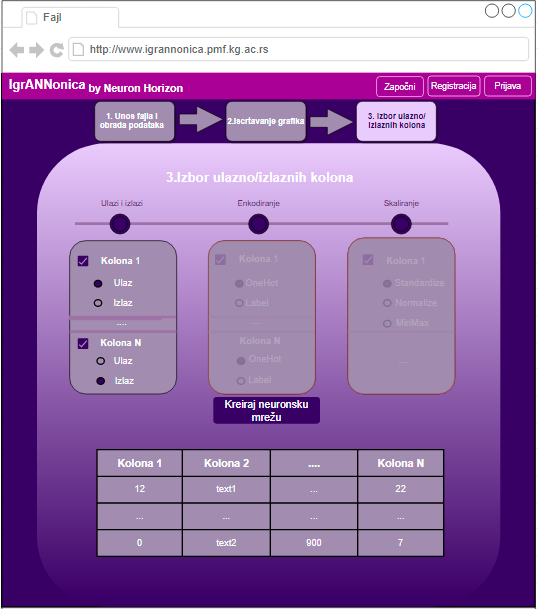 Fajl
http://www.igrannonica.pmf.kg.ac.rs
IgrANNonica by Neuron Horizon
Započni
Registracija
Prijava
1. Unos fajla i
obrada podataka
2.Iscrtavanje grafika
3. Izbor ulazno/
izlaznih kolona
3.Izbor ulazno/izlaznih kolona
Ulazi i izlazi
Enkodiranje
Skaliranje
Kolona 1
Ulaz
Izlaz
....
Kolona N
Ulaz
Izlaz
Kolona 1
OneHot
Label
....
Kolona N
OneHot
Label
Kolona 1
Standardize
Normalize
MinMax
....
Kreiraj neuronsku
mrežu
Kolona 1 Kolona 2 .... Kolona N
12 text1 ... 22
... ... ... ...
0 text2 900 7